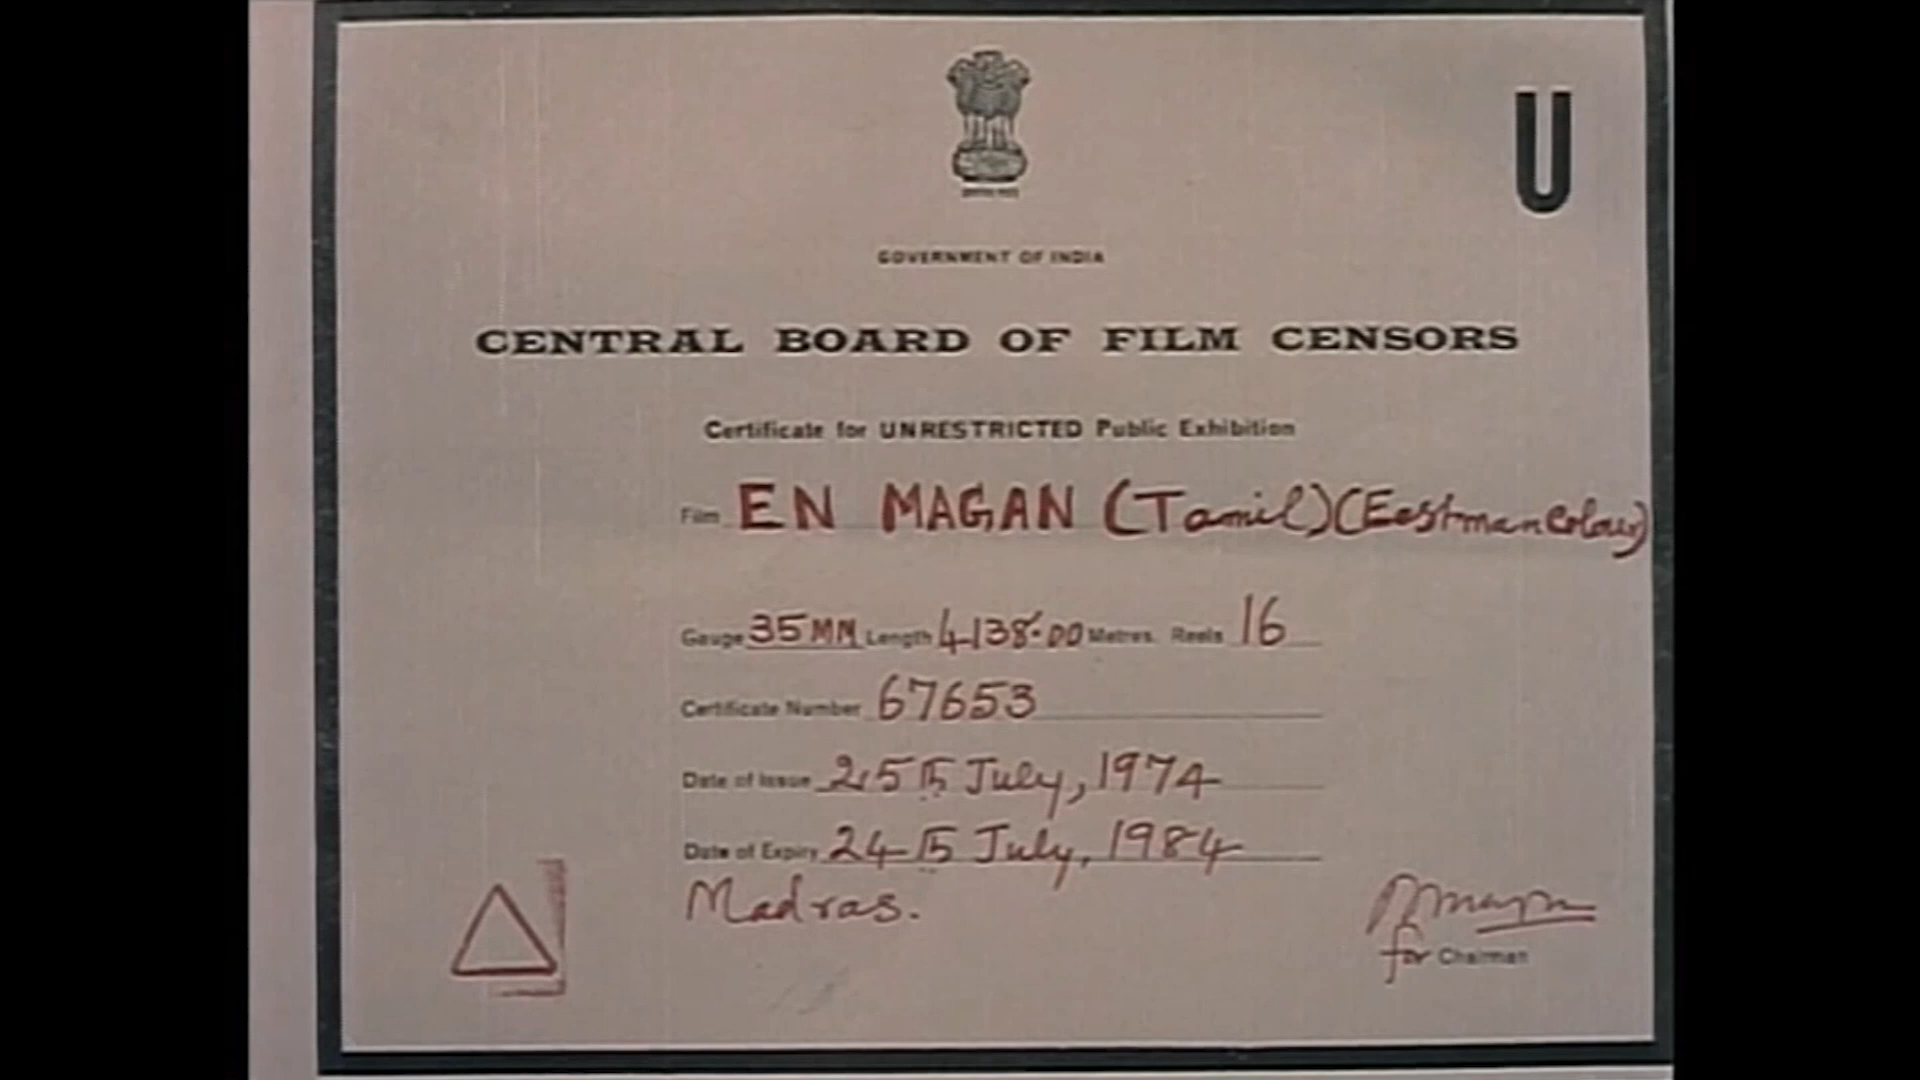 U
GOVERNMENT OF INDIA
CENTRAL BOARD OF FILM CENSORS
Certificate for UNRESTRICTED Public Exhibition
Film EN MAGAN (Tamil) (Eastman Colour)
Gauge 35MM Length 4138.00 Metres. Reels 16
Certificate Number 67653
Date of Issue 25th July, 1974
Date of Expiry 24th July, 1984
Madras.
for Chairman